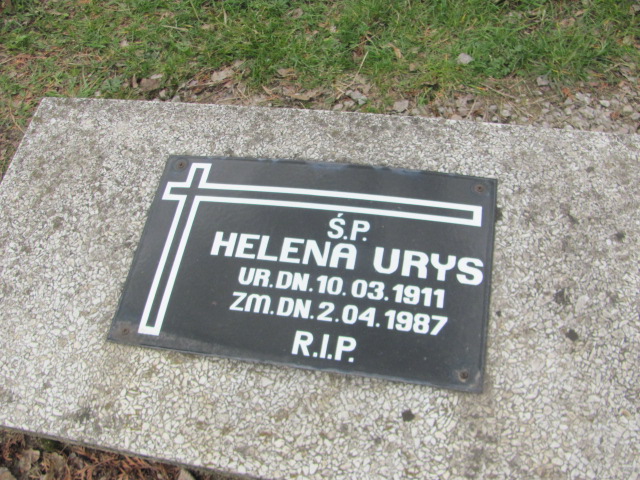 Ś.P.
HELENA URYS
UR.DN.10.03.1911
ZM.DN.2.04.1987
R.I.P.